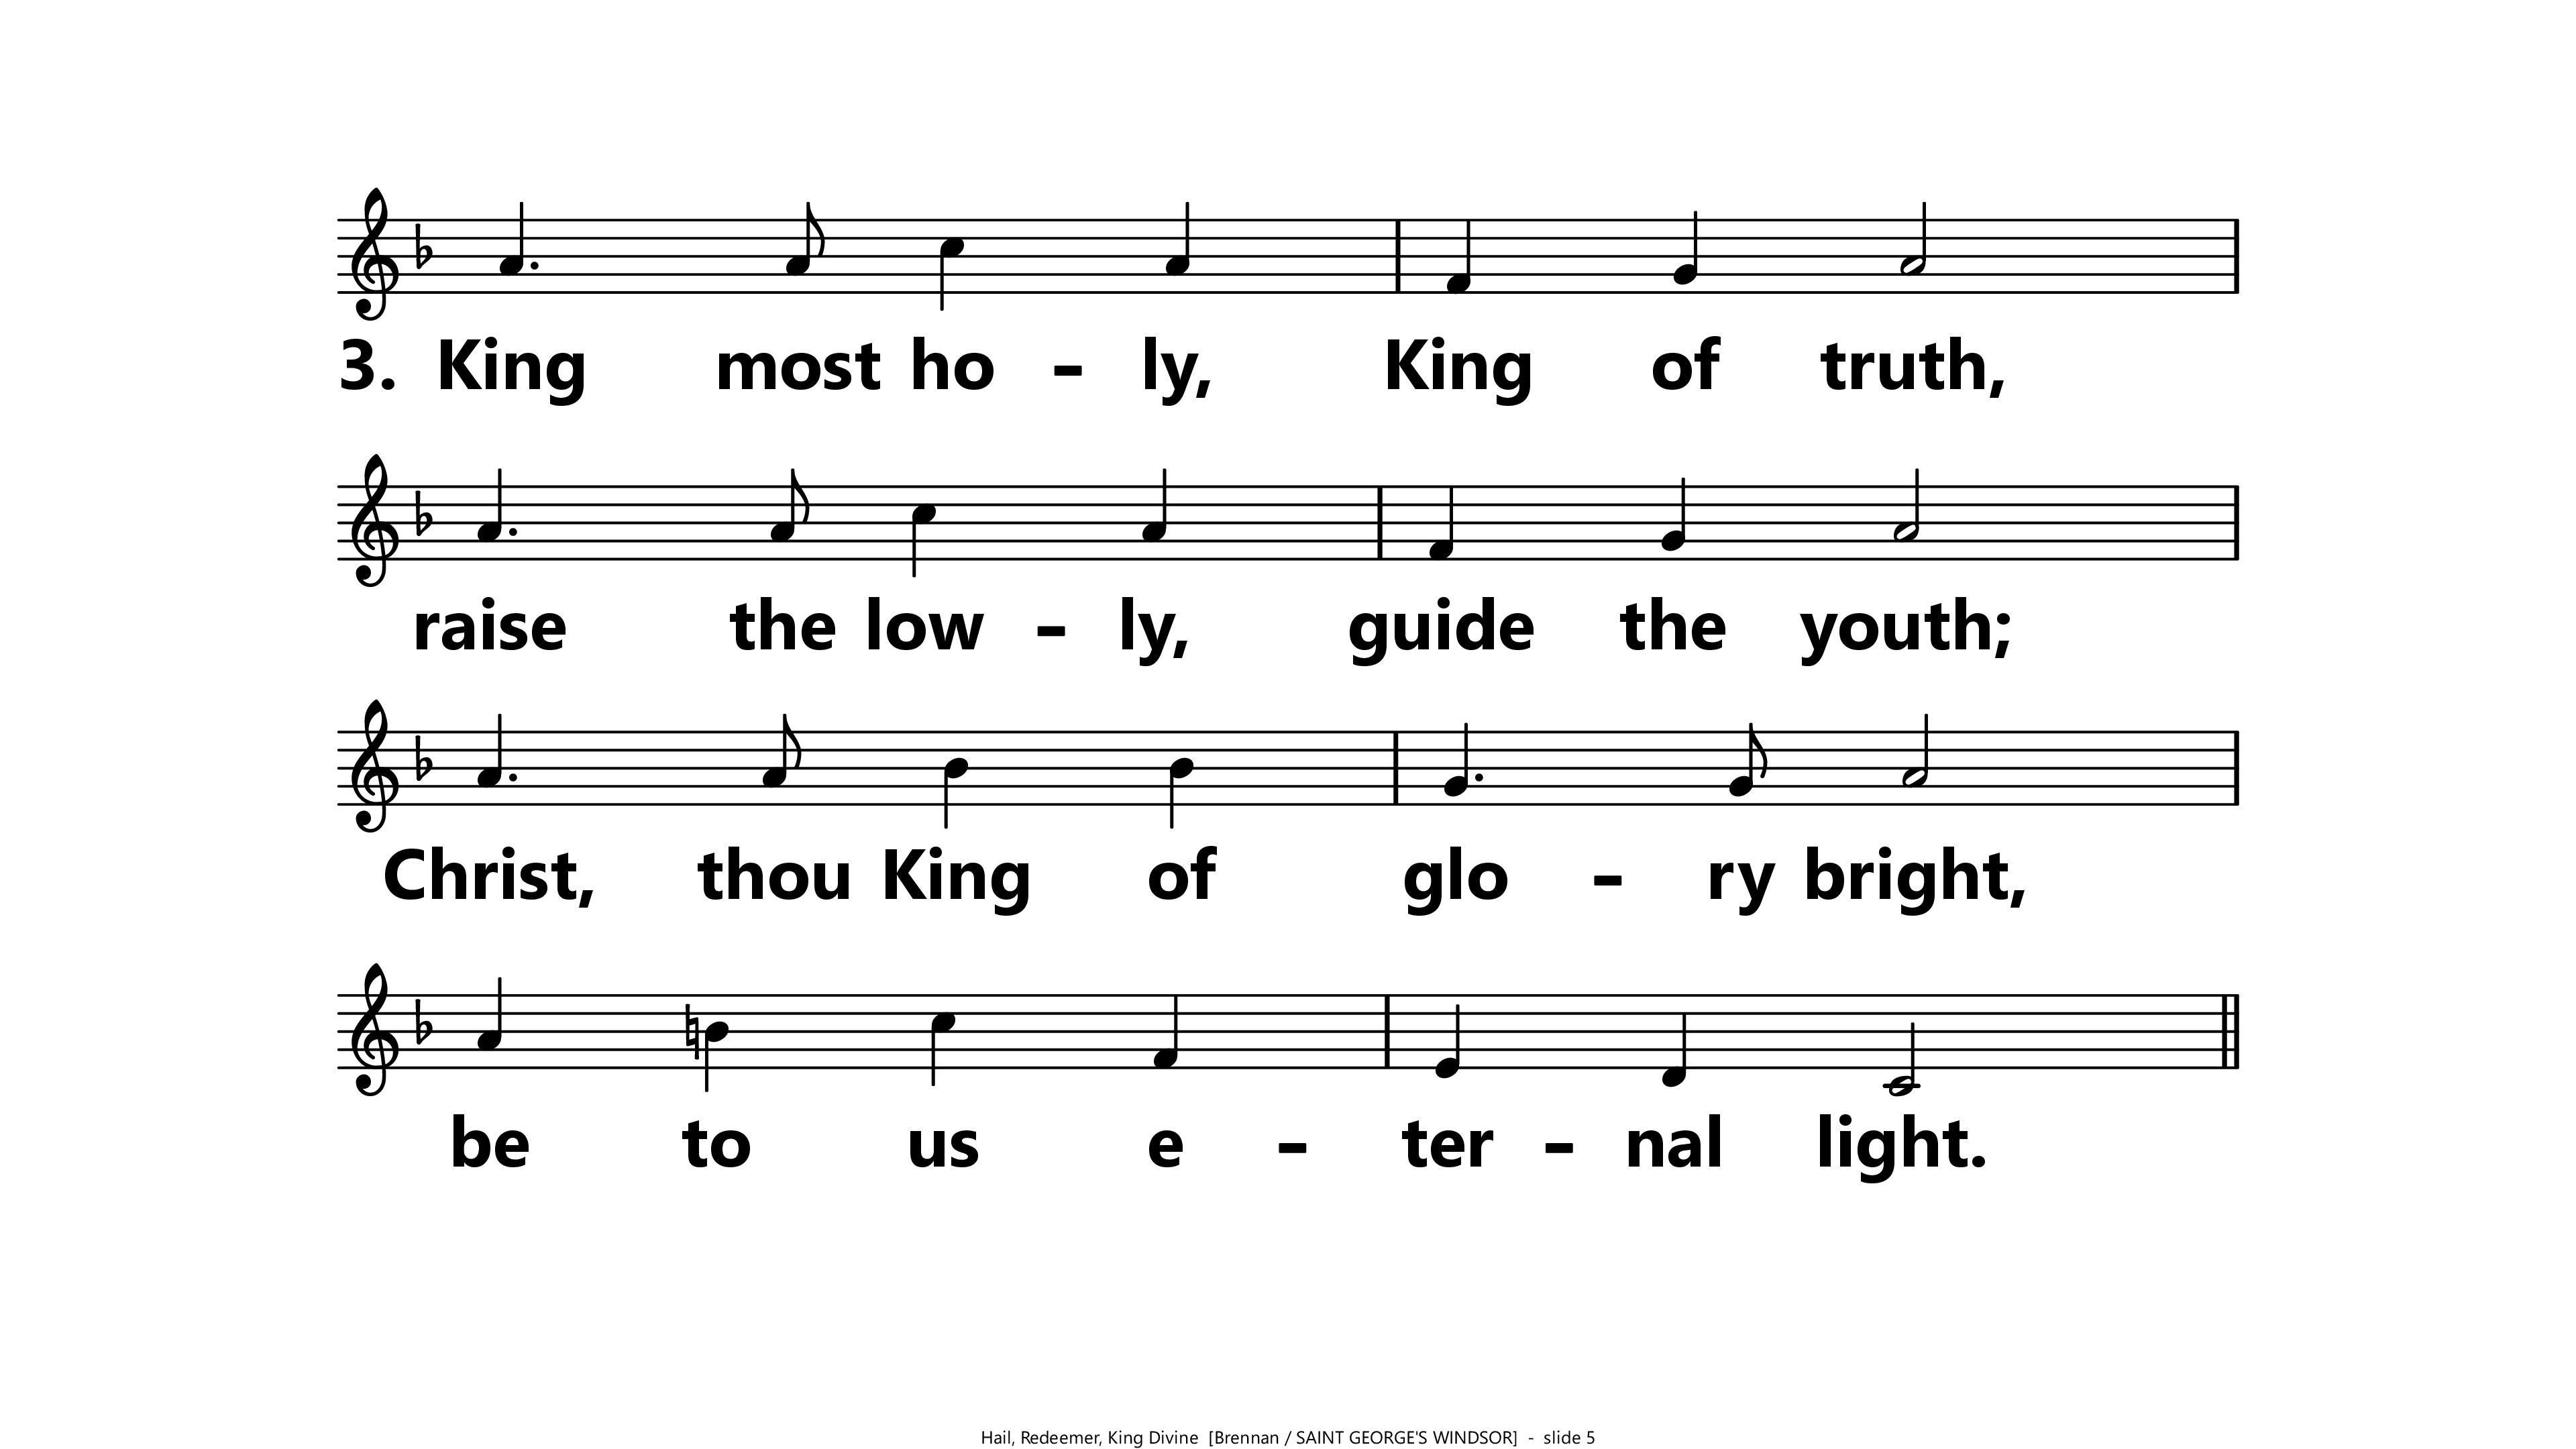 3. King most ho - ly, King of truth,
raise the low - ly, guide the youth;
Christ, thou King of glo - ry bright,
be to us e - ter - nal light.
Hail, Redeemer, King Divine [Brennan / SAINT GEORGE'S WINDSOR] - slide 5